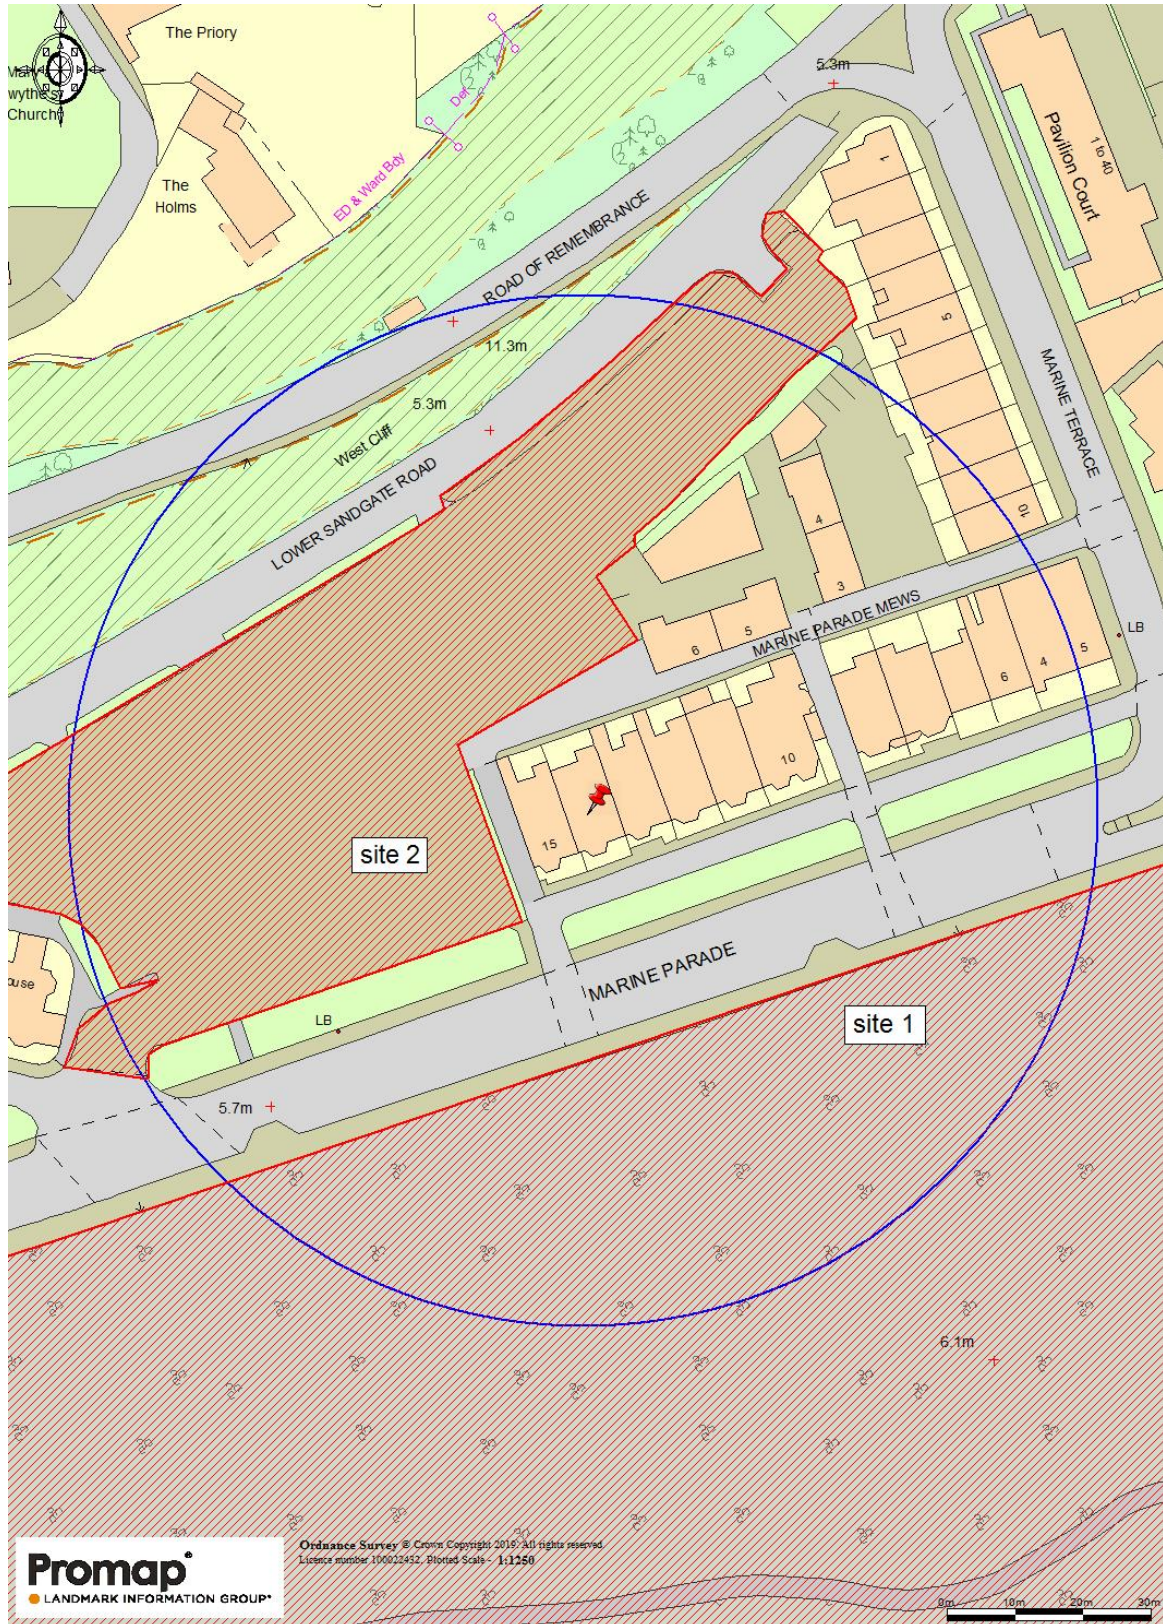 The Priory
5.3m
Mary &
wythe's
Church
Def
Pavilion Court
1 to 40
1
ED & Ward Bdy
The
Holms
ROAD OF REMEMBRANCE
11.3m
5
MARINE TERRACE
5.3m
West Cliff
LOWER SANDGATE ROAD
10
4
3
MARINE PARADE MEWS
5
6
LB
5
4
6
10
15
site 2
MARINE PARADE
ouse
LB
site 1
5.7m
6.1m
Promap
LANDMARK INFORMATION GROUP
Ordnance Survey © Crown Copyright 2019. All rights reserved
Licence number 100022432. Plotted Scale - 1:1250
0m 10m 20m 30m